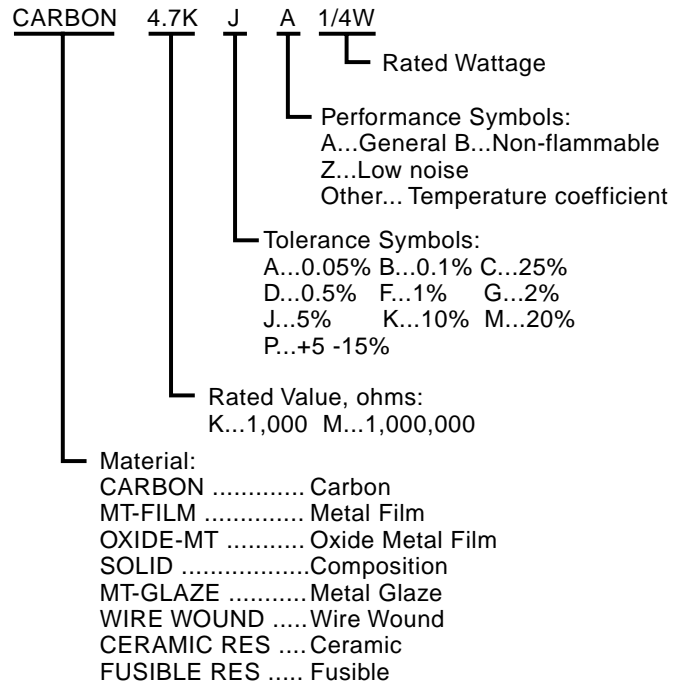 CARBON 4.7K J A 1/4W
Rated Wattage
Performance Symbols:
A...General B...Non-flammable
Z...Low noise
Other... Temperature coefficient
Tolerance Symbols:
A...0.05% B...0.1% C...25%
D...0.5% F...1% G...2%
J...5% K...10% M...20%
P...+5 -15%
Rated Value, ohms:
K...1,000 M...1,000,000
Material:
CARBON ............. Carbon
MT-FILM .............. Metal Film
OXIDE-MT ........... Oxide Metal Film
SOLID ..................Composition
MT-GLAZE ...........Metal Glaze
WIRE WOUND .....Wire Wound
CERAMIC RES ....Ceramic
FUSIBLE RES ..... Fusible